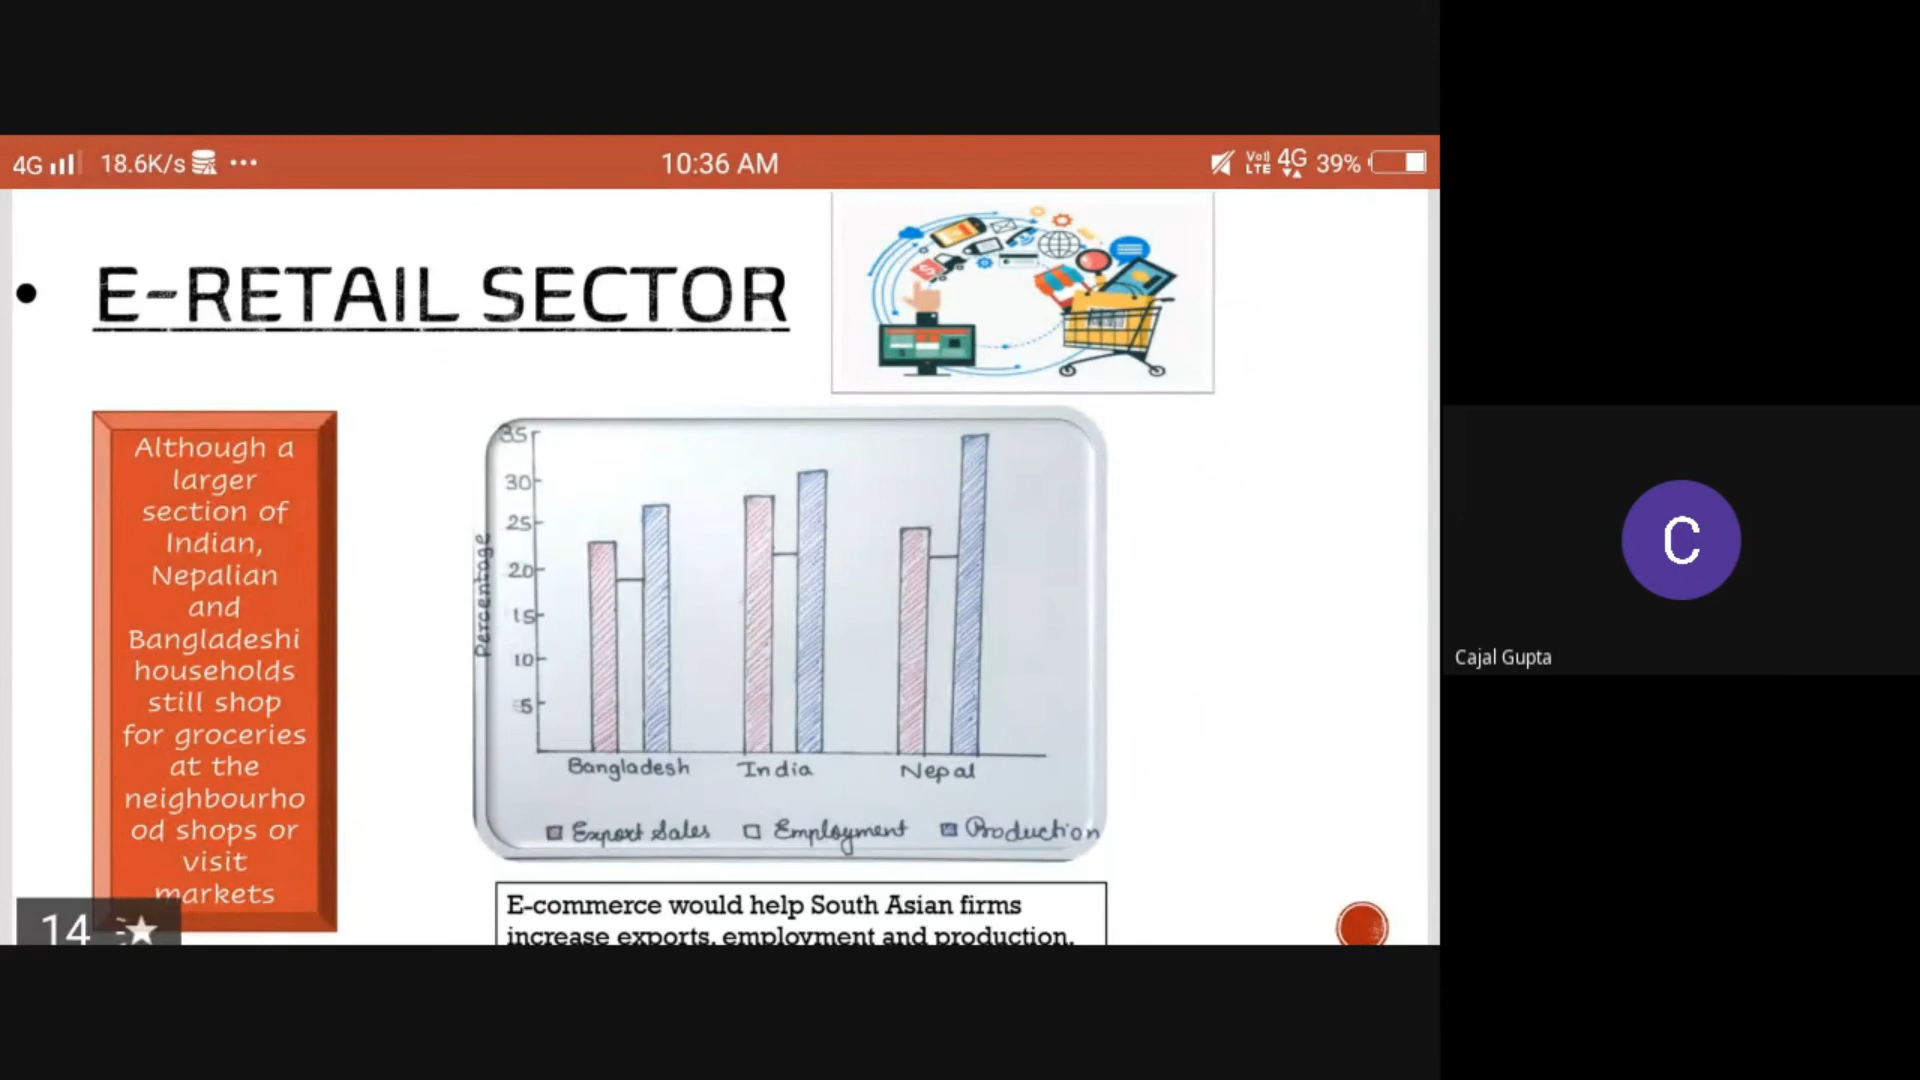 4G 18.6K/s ••• 10:36 AM VoI) LTE 4G 39%
• E-RETAIL SECTOR
Although a
larger
section of
Indian,
Nepalian
and
Bangladeshi
households
still shop
for groceries
at the
neighbourho
od shops or
visit
markets
14
Percentage
35
30
25
20
15
10
5
Bangladesh India Nepal
Export Sales Employment Production
E-commerce would help South Asian firms
increase exports, employment and production.
C
Cajal Gupta